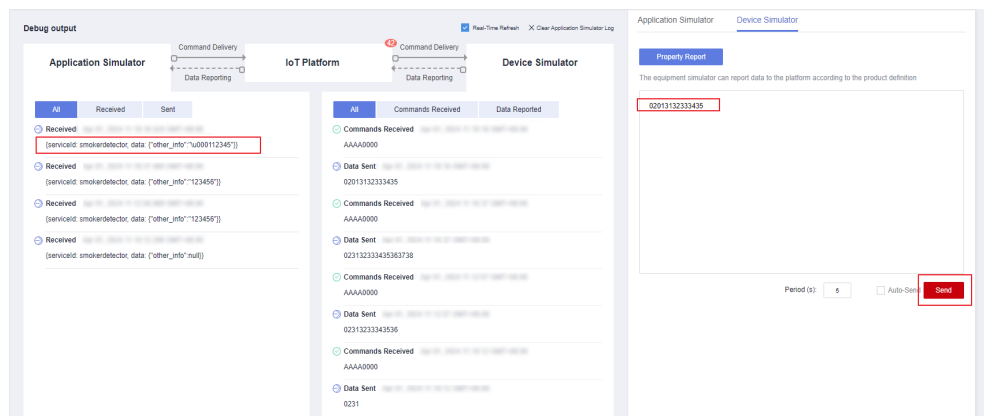 Debug output
Real-Time Refresh
Clear Application Simulator Log
Application Simulator
Command Delivery
Data Reporting
IoT Platform
42
Command Delivery
Data Reporting
Device Simulator
All Received Sent
Received
{serviceId: smokerdetector, data: {"other_info":"\u000112345"}}
Received
{serviceId: smokerdetector, data: {"other_info":"123456"}}
Received
{serviceId: smokerdetector, data: {"other_info":"123456"}}
Received
{serviceId: smokerdetector, data: {"other_info":null}}
All Commands Received Data Reported
Commands Received
AAAA0000
Data Sent
02013132333435
Commands Received
AAAA0000
Data Sent
023132333435363738
Commands Received
AAAA0000
Data Sent
02313233343536
Commands Received
AAAA0000
Data Sent
0231
Application Simulator Device Simulator
Property Report
The equipment simulator can report data to the platform according to the product definition
02013132333435
Period (s):
Auto-Send
Send